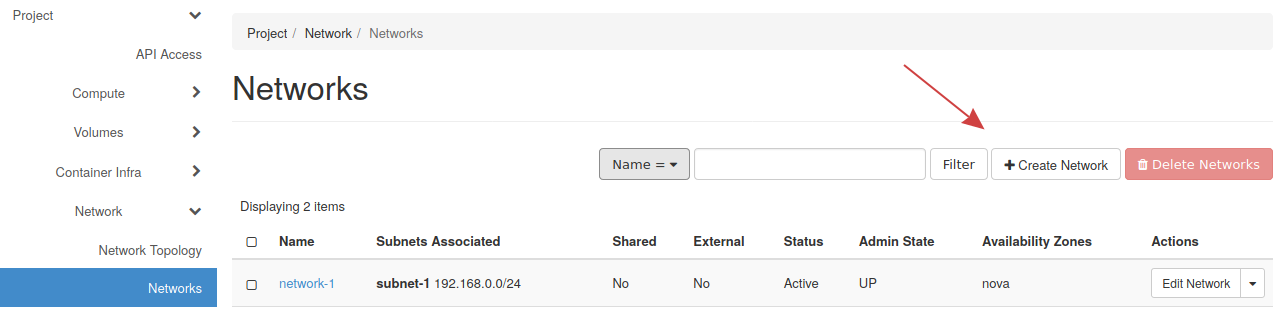 Project
API Access
Compute
Volumes
Container Infra
Network
Network Topology
Networks
Project / Network / Networks
Networks
Name = Filter Create Network Delete Networks
Displaying 2 items
Name Subnets Associated Shared External Status Admin State Availability Zones Actions
network-1 subnet-1 192.168.0.0/24 No No Active UP nova Edit Network